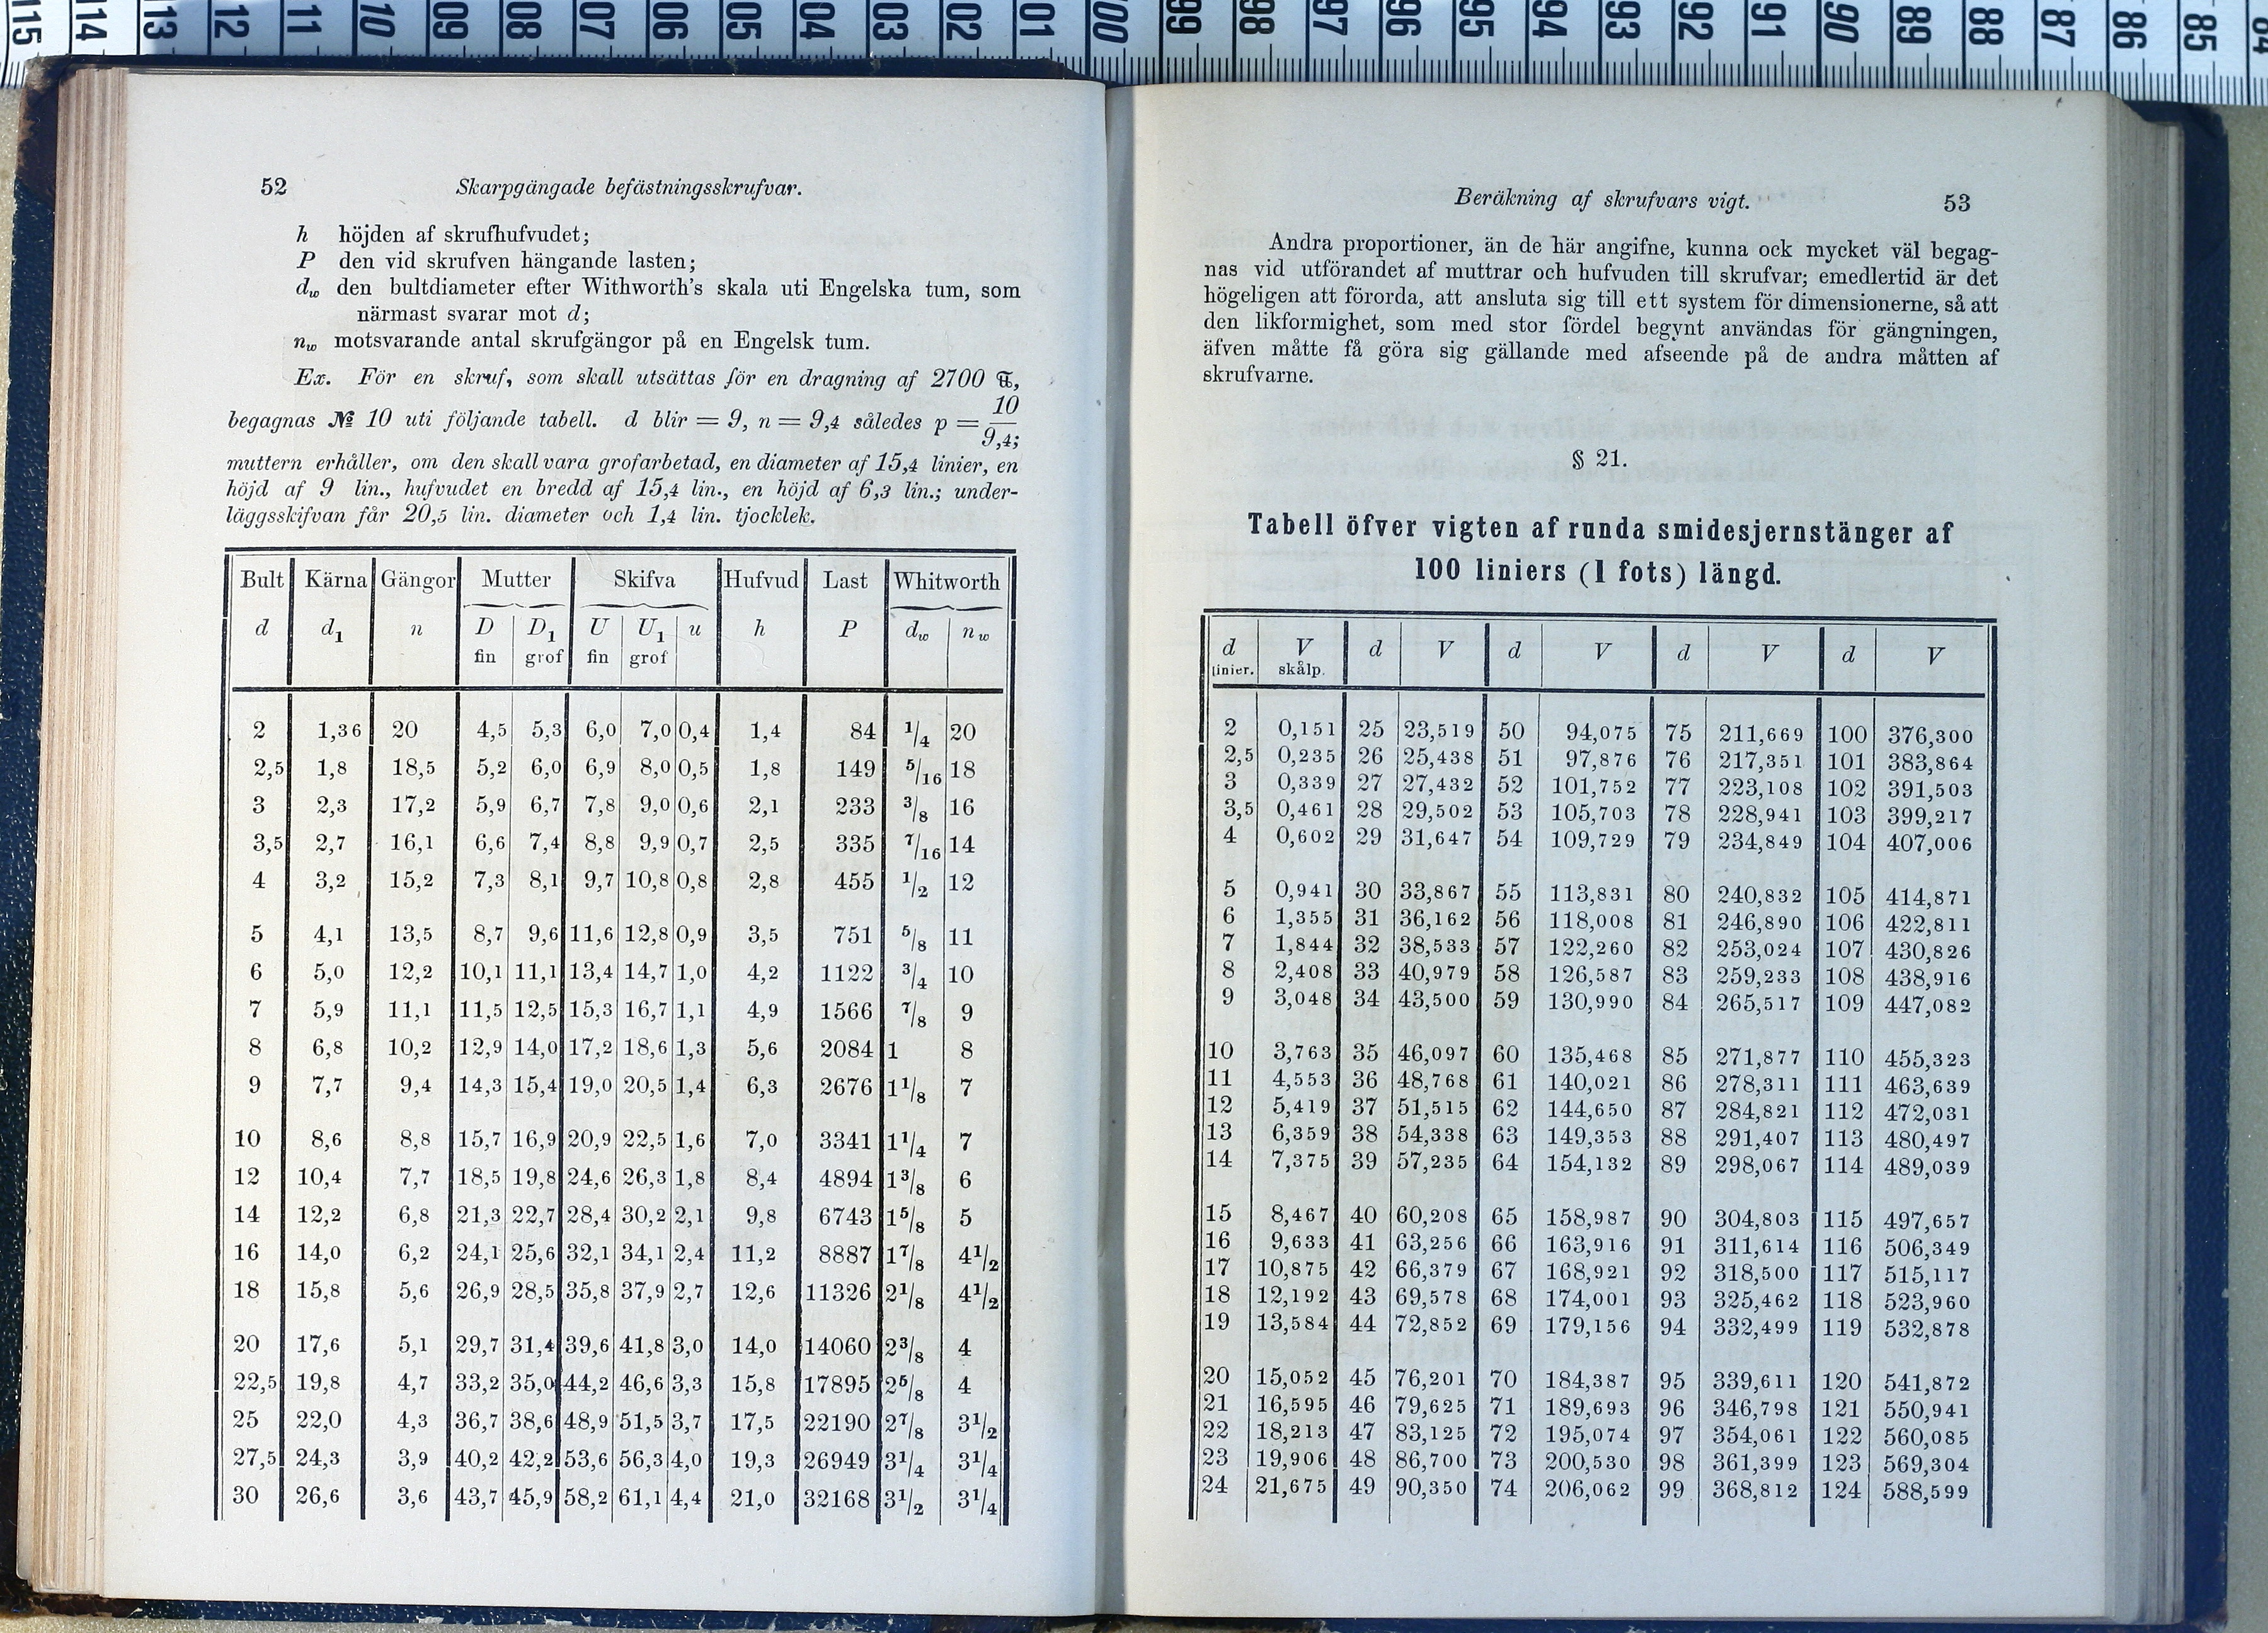 115 114 113 12 11 10 09 08 07 06 05 04 03 02 01 00 99 98 97 96 95 94 93 92 91 90 89 88 87 86 85 84
52 Skarpgängade befästningsskrufvar.
h höjden af skrufhufvudet;
P den vid skrufven hängande lasten;
dw den bultdiameter efter Withworth's skala uti Engelska tum, som
närmast svarar mot d;
nw motsvarande antal skrufgängor på en Engelsk tum.
Ex. För en skruf, som skall utsättas för en dragning af 2700 ℔,
begagnas № 10 uti följande tabell. d blir = 9, n = 9,4 således p = 10/9,4;
muttern erhåller, om den skall vara grofarbetad, en diameter af 15,4 linier, en
höjd af 9 lin., hufvudet en bredd af 15,4 lin., en höjd af 6,3 lin.; under-
läggsskifvan får 20,5 lin. diameter och 1,4 lin. tjocklek.
Bult Kärna Gängor Mutter Skifva Hufvud Last Whitworth
d d1 n D D1 U U1 u h P dw nw
fin grof fin grof
2 1,36 20 4,5 5,3 6,0 7,0 0,4 1,4 84 1/4 20
2,5 1,8 18,5 5,2 6,0 6,9 8,0 0,5 1,8 149 5/16 18
3 2,3 17,2 5,9 6,7 7,8 9,0 0,6 2,1 233 3/8 16
3,5 2,7 16,1 6,6 7,4 8,8 9,9 0,7 2,5 335 7/16 14
4 3,2 15,2 7,3 8,1 9,7 10,8 0,8 2,8 455 1/2 12
5 4,1 13,5 8,7 9,6 11,6 12,8 0,9 3,5 751 5/8 11
6 5,0 12,2 10,1 11,1 13,4 14,7 1,0 4,2 1122 3/4 10
7 5,9 11,1 11,5 12,5 15,3 16,7 1,1 4,9 1566 7/8 9
8 6,8 10,2 12,9 14,0 17,2 18,6 1,3 5,6 2084 1 8
9 7,7 9,4 14,3 15,4 19,0 20,5 1,4 6,3 2676 1 1/8 7
10 8,6 8,8 15,7 16,9 20,9 22,5 1,6 7,0 3341 1 1/4 7
12 10,4 7,7 18,5 19,8 24,6 26,3 1,8 8,4 4894 1 3/8 6
14 12,2 6,8 21,3 22,7 28,4 30,2 2,1 9,8 6743 1 5/8 5
16 14,0 6,2 24,1 25,6 32,1 34,1 2,4 11,2 8887 1 7/8 4 1/2
18 15,8 5,6 26,9 28,5 35,8 37,9 2,7 12,6 11326 2 1/8 4 1/2
20 17,6 5,1 29,7 31,4 39,6 41,8 3,0 14,0 14060 2 3/8 4
22,5 19,8 4,7 33,2 35,0 44,2 46,6 3,3 15,8 17895 2 5/8 4
25 22,0 4,3 36,7 38,6 48,9 51,5 3,7 17,5 22190 2 7/8 3 1/2
27,5 24,3 3,9 40,2 42,2 53,6 56,3 4,0 19,3 26949 3 1/4 3 1/4
30 26,6 3,6 43,7 45,9 58,2 61,1 4,4 21,0 32168 3 1/2 3 1/4
Beräkning af skrufvars vigt. 53
Andra proportioner, än de här angifne, kunna ock mycket väl begag-
nas vid utförandet af muttrar och hufvuden till skrufvar; emedlertid är det
högeligen att förorda, att ansluta sig till ett system för dimensionerne, så att
den likformighet, som med stor fördel begynt användas för gängningen,
äfven måtte få göra sig gällande med afseende på de andra måtten af
skrufvarne.
§ 21.
Tabell öfver vigten af runda smidesjernstänger af
100 liniers (1 fots) längd.
d V d V d V d V d V
linier. skålp.
2 0,151 25 23,519 50 94,075 75 211,669 100 376,300
2,5 0,235 26 25,438 51 97,876 76 217,351 101 383,864
3 0,339 27 27,432 52 101,752 77 223,108 102 391,503
3,5 0,461 28 29,502 53 105,703 78 228,941 103 399,217
4 0,602 29 31,647 54 109,729 79 234,849 104 407,006
5 0,941 30 33,867 55 113,831 80 240,832 105 414,871
6 1,355 31 36,162 56 118,008 81 246,890 106 422,811
7 1,844 32 38,533 57 122,260 82 253,024 107 430,826
8 2,408 33 40,979 58 126,587 83 259,233 108 438,916
9 3,048 34 43,500 59 130,990 84 265,517 109 447,082
10 3,763 35 46,097 60 135,468 85 271,877 110 455,323
11 4,553 36 48,768 61 140,021 86 278,311 111 463,639
12 5,419 37 51,515 62 144,650 87 284,821 112 472,031
13 6,359 38 54,338 63 149,353 88 291,407 113 480,497
14 7,375 39 57,235 64 154,132 89 298,067 114 489,039
15 8,467 40 60,208 65 158,987 90 304,803 115 497,657
16 9,633 41 63,256 66 163,916 91 311,614 116 506,349
17 10,875 42 66,379 67 168,921 92 318,500 117 515,117
18 12,192 43 69,578 68 174,001 93 325,462 118 523,960
19 13,584 44 72,852 69 179,156 94 332,499 119 532,878
20 15,052 45 76,201 70 184,387 95 339,611 120 541,872
21 16,595 46 79,625 71 189,693 96 346,798 121 550,941
22 18,213 47 83,125 72 195,074 97 354,061 122 560,085
23 19,906 48 86,700 73 200,530 98 361,399 123 569,304
24 21,675 49 90,350 74 206,062 99 368,812 124 588,599